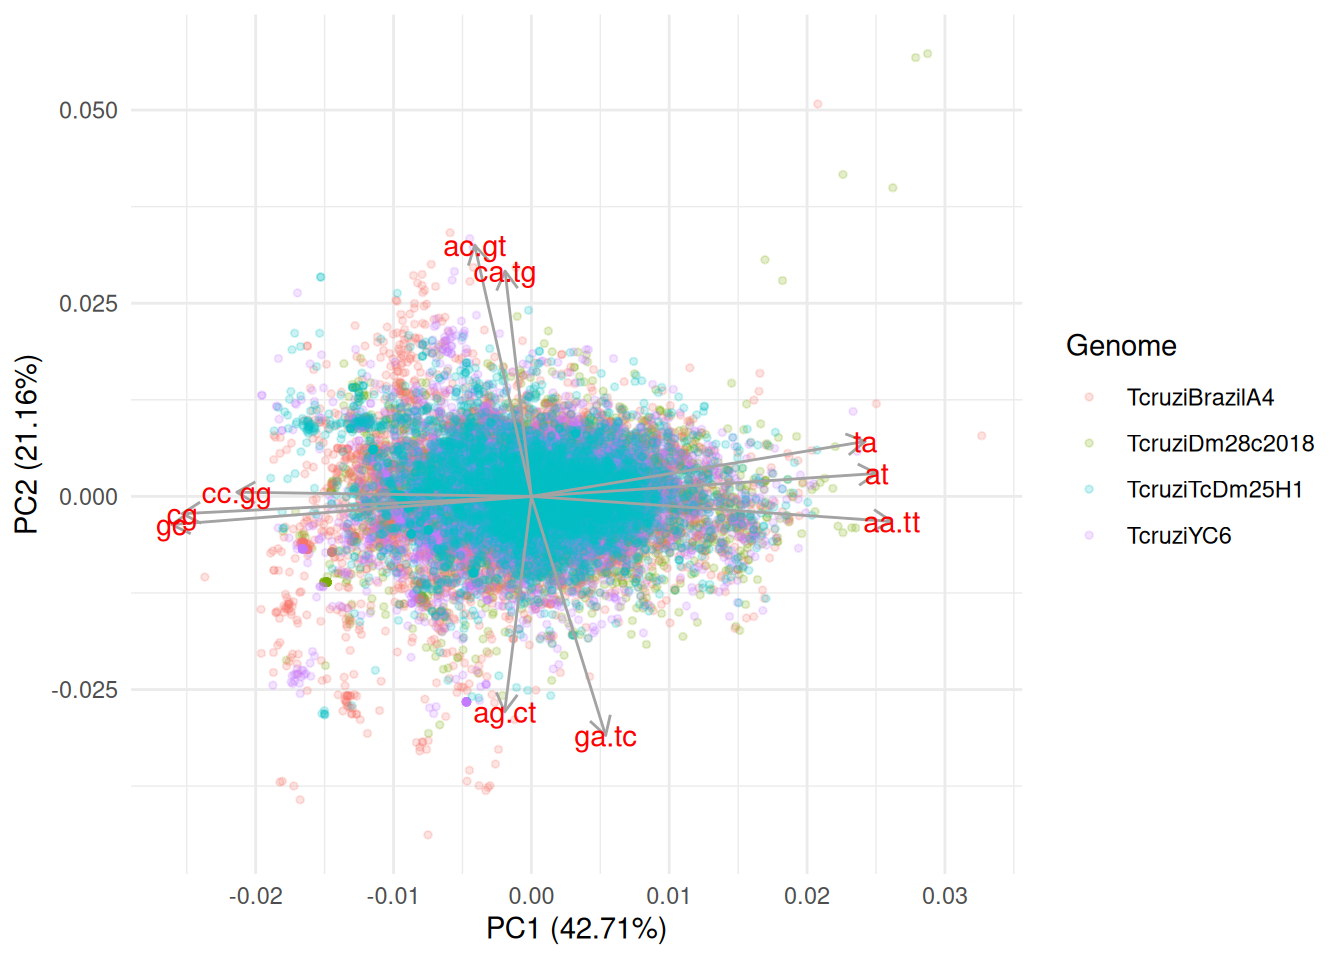 0.050
0.025
0.000
-0.025
PC2 (21.16%)
ac.gt
ca.tg
ta
at
aa.tt
cc.gg
cg
gc
ag.ct
ga.tc
-0.02
-0.01
0.00
0.01
0.02
0.03
PC1 (42.71%)
Genome
TcruziBrazilA4
TcruziDm28c2018
TcruziTcDm25H1
TcruziYC6